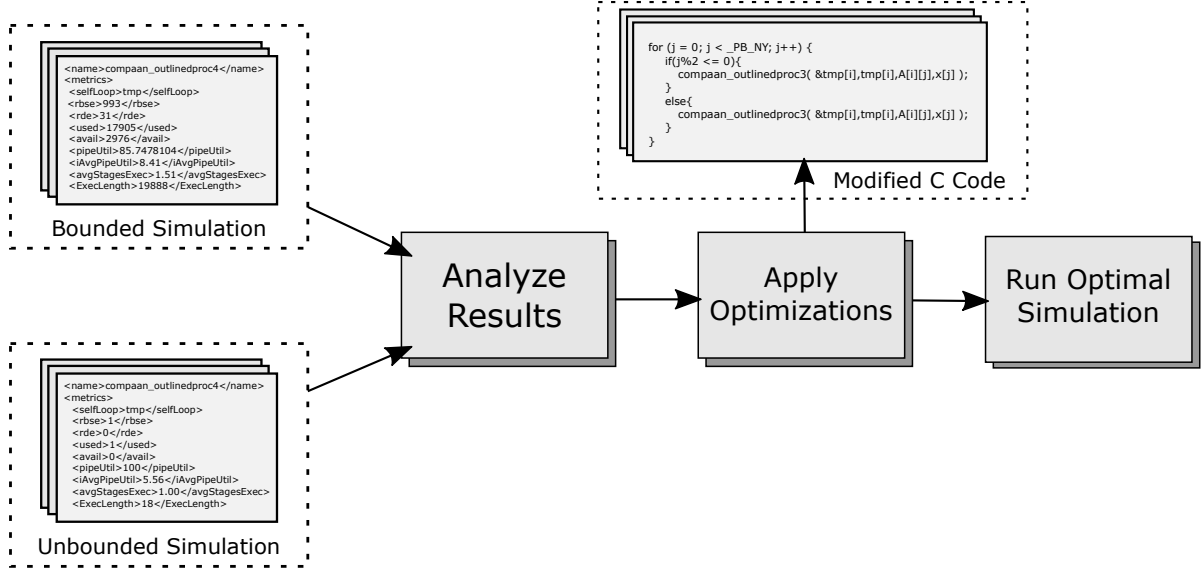 <name>compaan_outlinedproc4</name>
<metrics>
<selfLoop>tmp</selfLoop>
<rbse>993</rbse>
<rde>31</rde>
<used>17905</used>
<avail>2976</avail>
<pipeUtil>85.7478104</pipeUtil>
<iAvgPipeUtil>8.41</iAvgPipeUtil>
<avgStagesExec>1.51</avgStagesExec>
<ExecLength>19888</ExecLength>
Bounded Simulation
for (j = 0; j < _PB_NY; j++) {
if(j%2 <= 0){
compaan_outlinedproc3( &tmp[i],tmp[i],A[i][j],x[j] );
}
else{
compaan_outlinedproc3( &tmp[i],tmp[i],A[i][j],x[j] );
}
}
Modified C Code
Analyze
Results
Apply
Optimizations
Run Optimal
Simulation
<name>compaan_outlinedproc4</name>
<metrics>
<selfLoop>tmp</selfLoop>
<rbse>1</rbse>
<rde>0</rde>
<used>1</used>
<avail>0</avail>
<pipeUtil>100</pipeUtil>
<iAvgPipeUtil>5.56</iAvgPipeUtil>
<avgStagesExec>1.00</avgStagesExec>
<ExecLength>18</ExecLength>
Unbounded Simulation